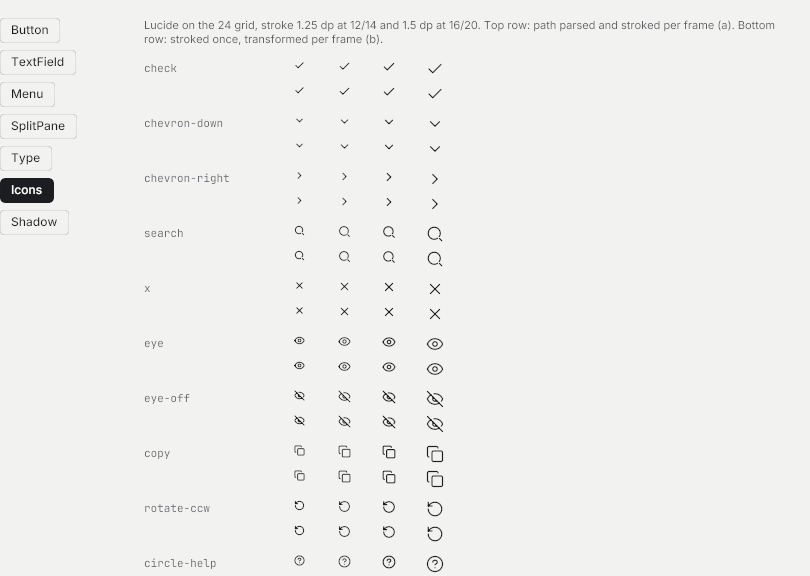 Lucide on the 24 grid, stroke 1.25 dp at 12/14 and 1.5 dp at 16/20. Top row: path parsed and stroked per frame (a). Bottom
row: stroked once, transformed per frame (b).
Button
TextField
Menu
SplitPane
Type
Icons
Shadow
check
chevron-down
chevron-right
search
x
eye
eye-off
copy
rotate-ccw
circle-help